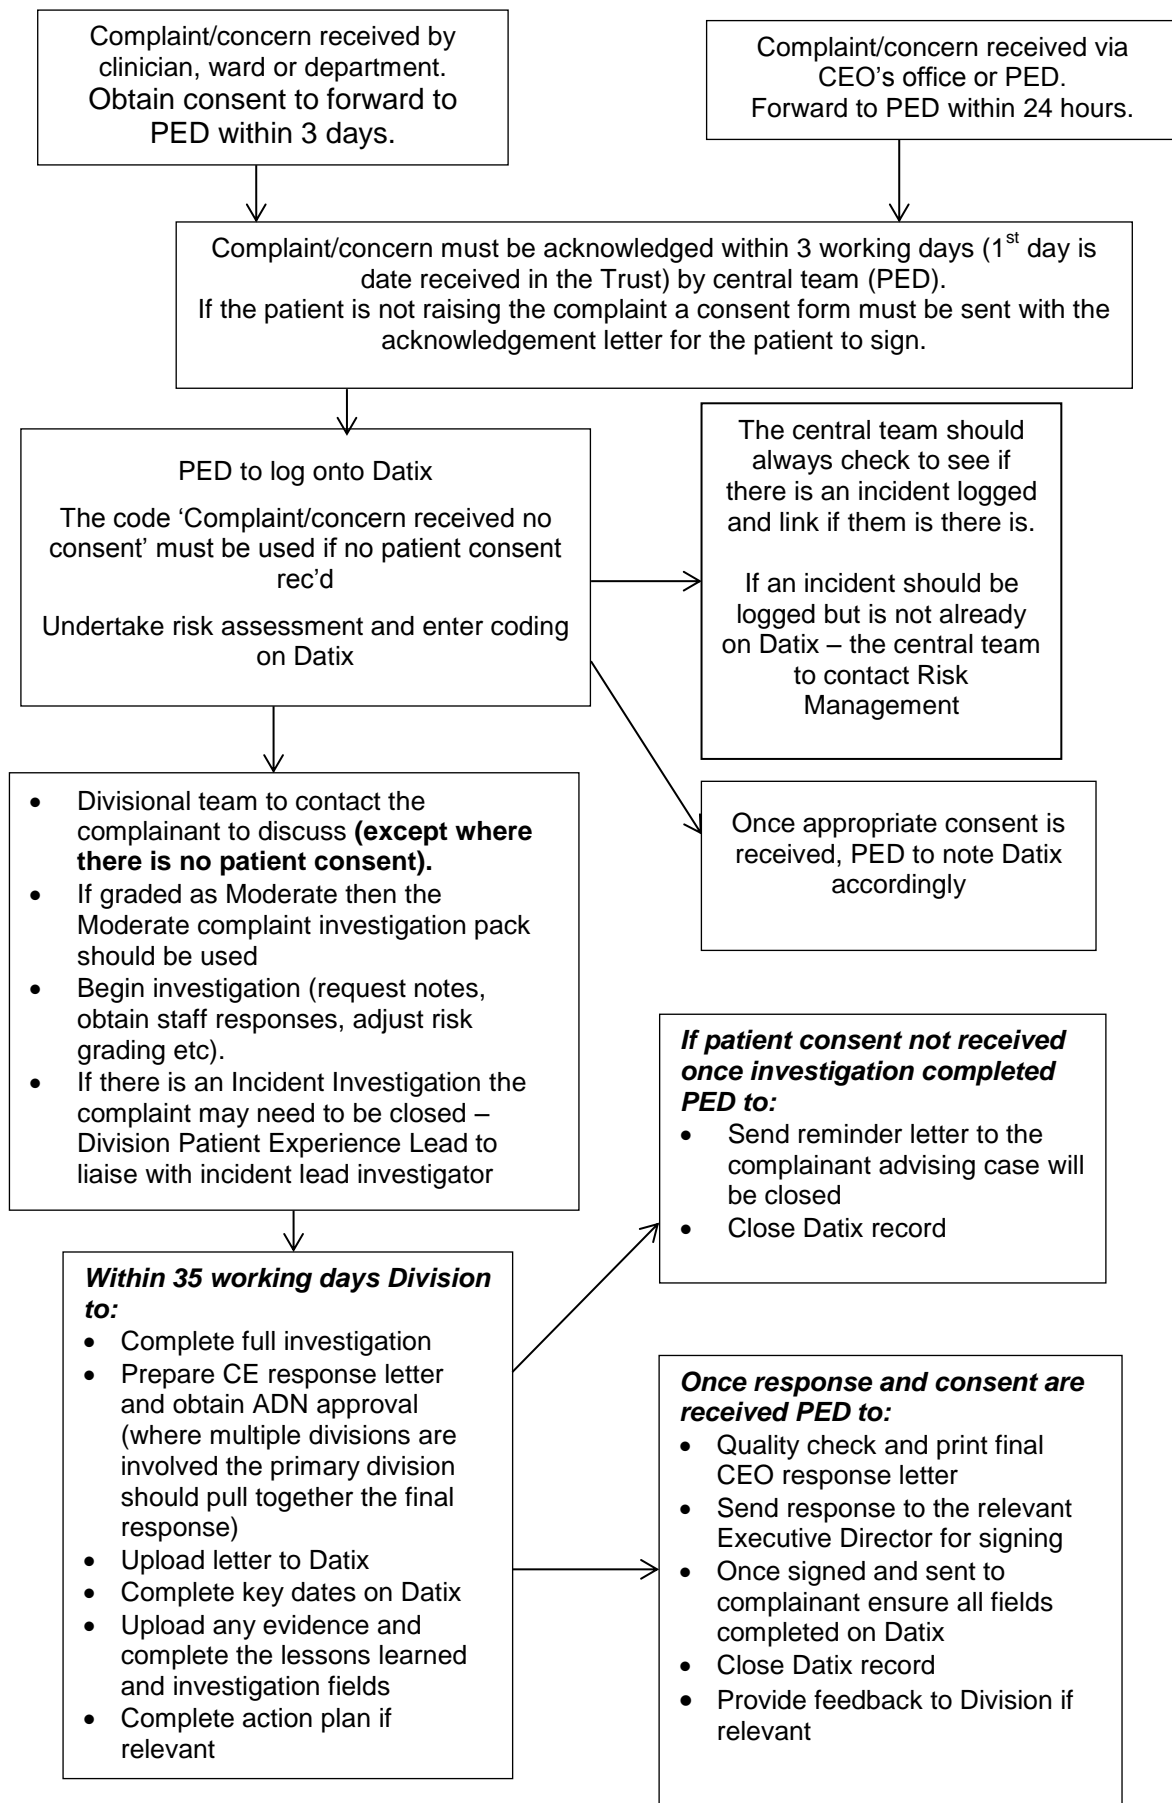 Complaint/concern received by
clinician, ward or department.
Obtain consent to forward to
PED within 3 days.
Complaint/concern received via
CEO's office or PED.
Forward to PED within 24 hours.
Complaint/concern must be acknowledged within 3 working days (1st day is
date received in the Trust) by central team (PED).
If the patient is not raising the complaint a consent form must be sent with the
acknowledgement letter for the patient to sign.
PED to log onto Datix
The code ‘Complaint/concern received no
consent’ must be used if no patient consent
rec’d
Undertake risk assessment and enter coding
on Datix
The central team should
always check to see if
there is an incident logged
and link if them is there is.
If an incident should be
logged but is not already
on Datix – the central team
to contact Risk
Management
• Divisional team to contact the
complainant to discuss (except where
there is no patient consent).
• If graded as Moderate then the
Moderate complaint investigation pack
should be used
• Begin investigation (request notes,
obtain staff responses, adjust risk
grading etc).
• If there is an Incident Investigation the
complaint may need to be closed –
Division Patient Experience Lead to
liaise with incident lead investigator
Once appropriate consent is
received, PED to note Datix
accordingly
If patient consent not received
once investigation completed
PED to:
• Send reminder letter to the
complainant advising case will
be closed
• Close Datix record
Within 35 working days Division
to:
• Complete full investigation
• Prepare CE response letter
and obtain ADN approval
(where multiple divisions are
involved the primary division
should pull together the final
response)
• Upload letter to Datix
• Complete key dates on Datix
• Upload any evidence and
complete the lessons learned
and investigation fields
• Complete action plan if
relevant
Once response and consent are
received PED to:
• Quality check and print final
CEO response letter
• Send response to the relevant
Executive Director for signing
• Once signed and sent to
complainant ensure all fields
completed on Datix
• Close Datix record
• Provide feedback to Division if
relevant